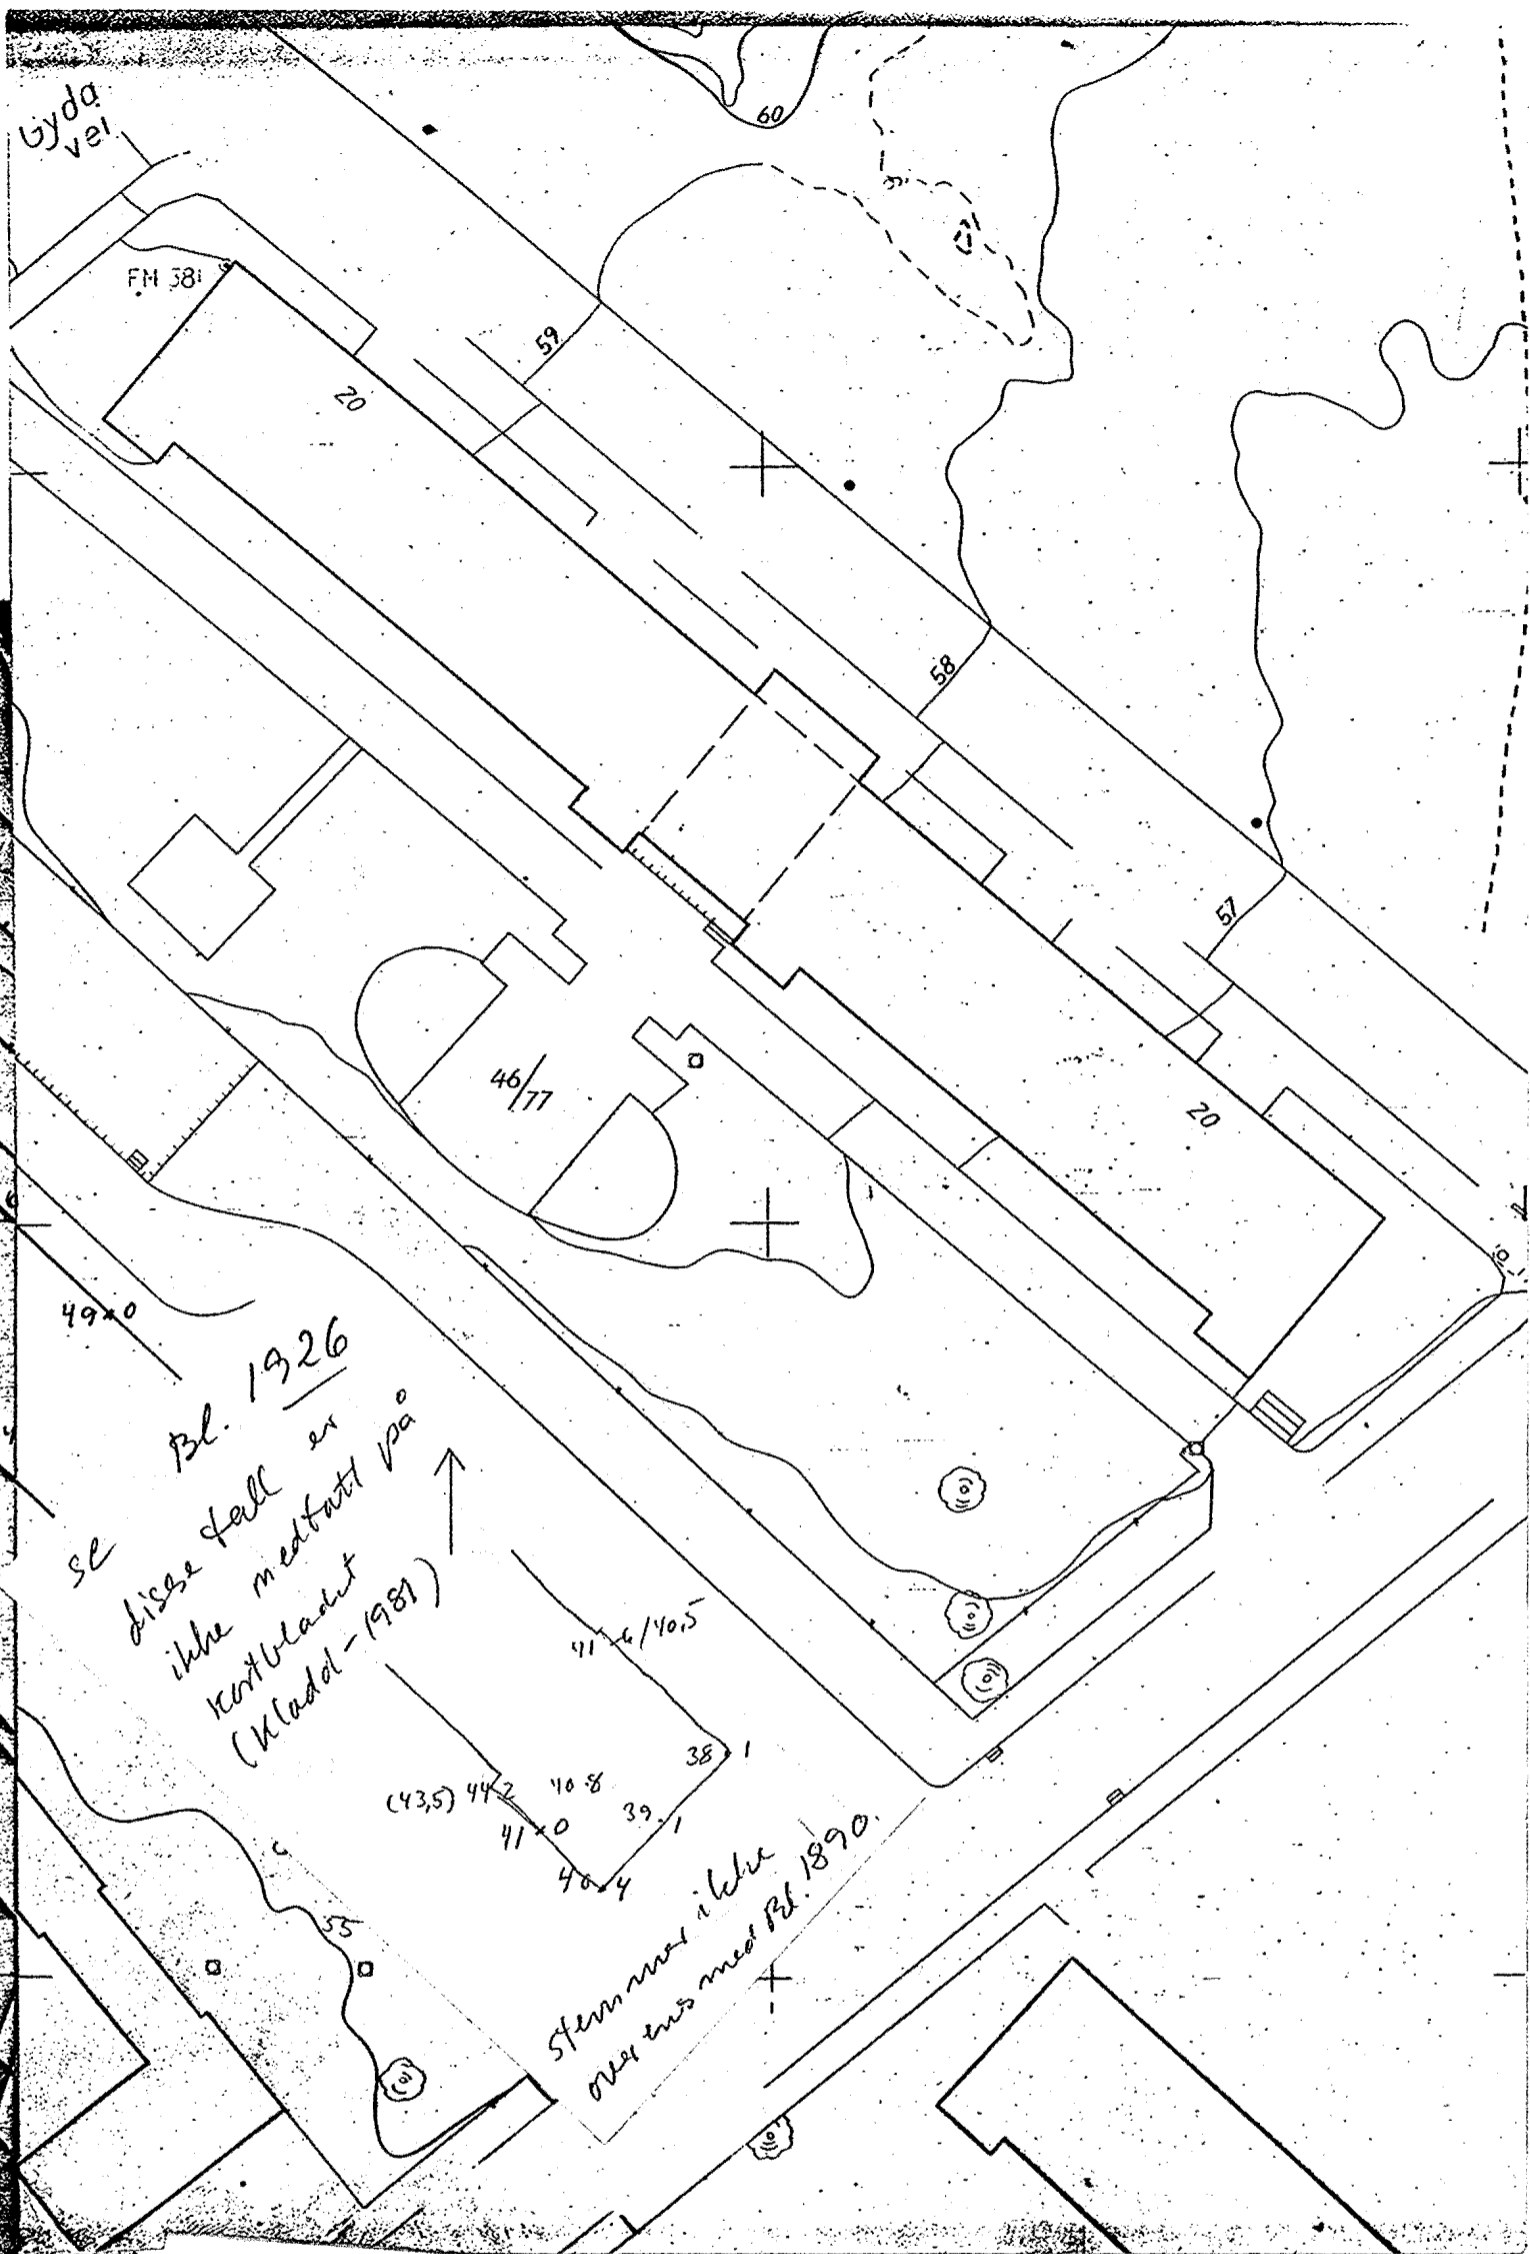 Gyda
vei
60
FM 381
59
20
58
57
46/77
20
49.0
se Bl. 1926
disse tall er
ikke medtatt på
kartbladet
(Kladd - 1981)
41.6/40,5
38.1
(43,5) 44.2
40.8
39.1
41.0
40.4
55
stemmer ikke
overens med Bl. 1890.